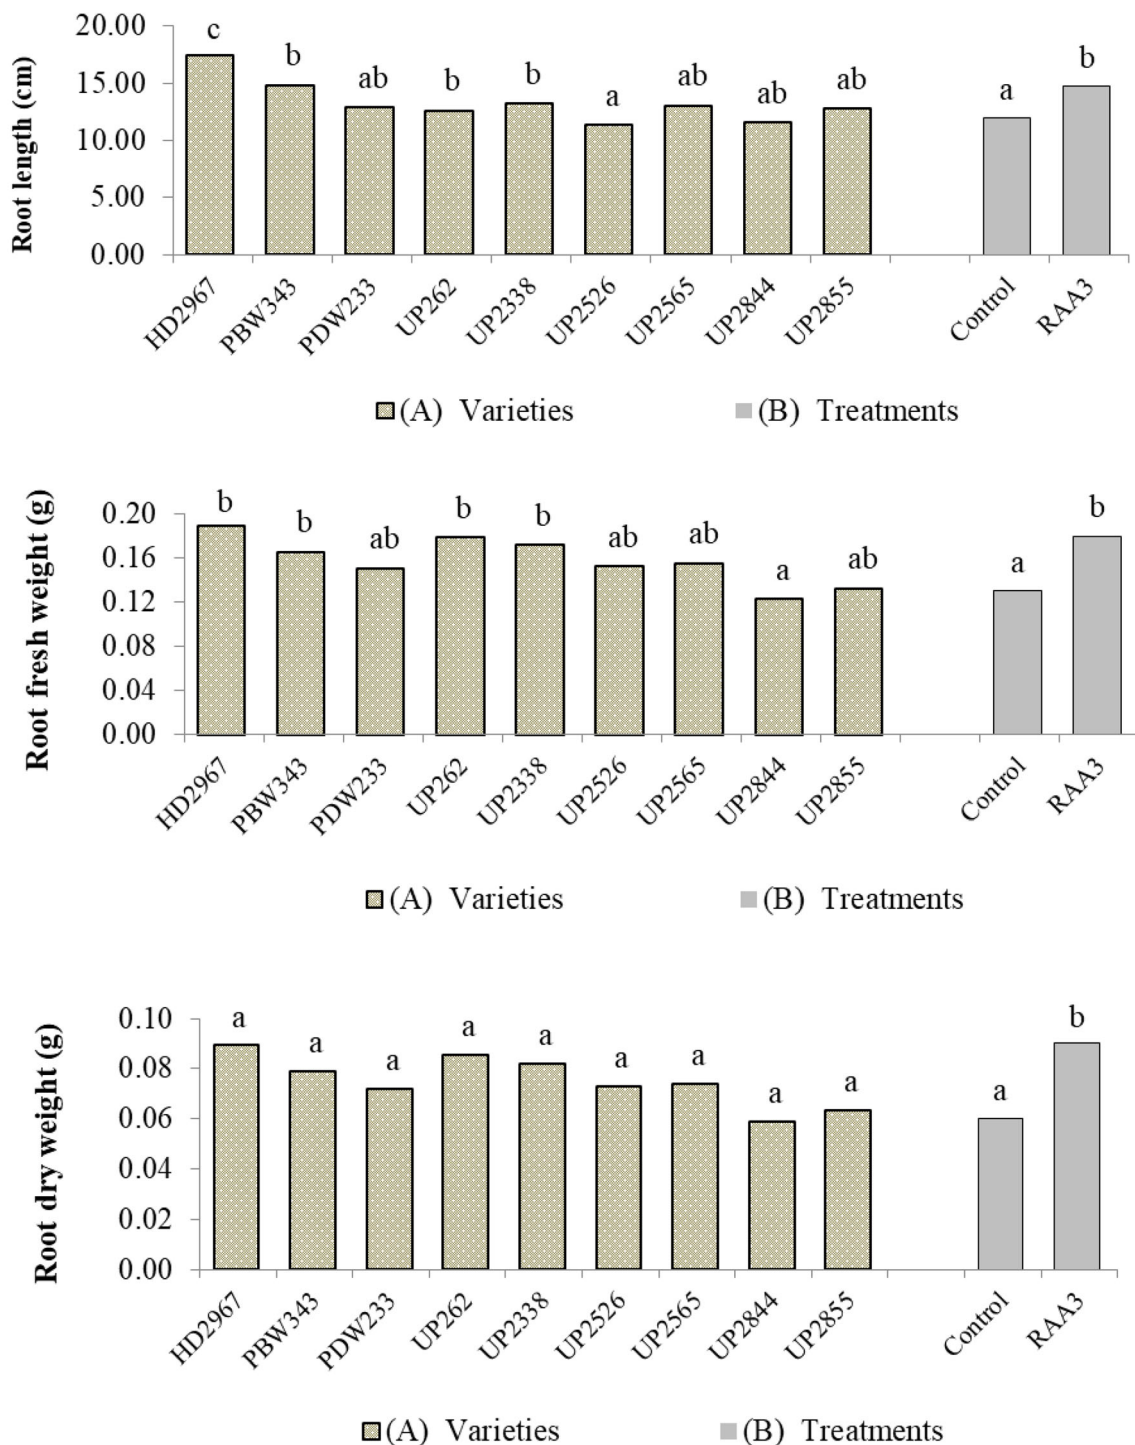 Root length (cm)
20.00
15.00
10.00
5.00
0.00
c b ab b b a ab ab ab a b
HD2967 PBW343 PDW233 UP262 UP2338 UP2526 UP2565 UP2844 UP2855 Control RAA3
(A) Varieties (B) Treatments
Root fresh weight (g)
0.20
0.16
0.12
0.08
0.04
0.00
b b ab b b ab ab a ab a b
HD2967 PBW343 PDW233 UP262 UP2338 UP2526 UP2565 UP2844 UP2855 Control RAA3
(A) Varieties (B) Treatments
Root dry weight (g)
0.10
0.08
0.06
0.04
0.02
0.00
a a a a a a a a a a b
HD2967 PBW343 PDW233 UP262 UP2338 UP2526 UP2565 UP2844 UP2855 Control RAA3
(A) Varieties (B) Treatments